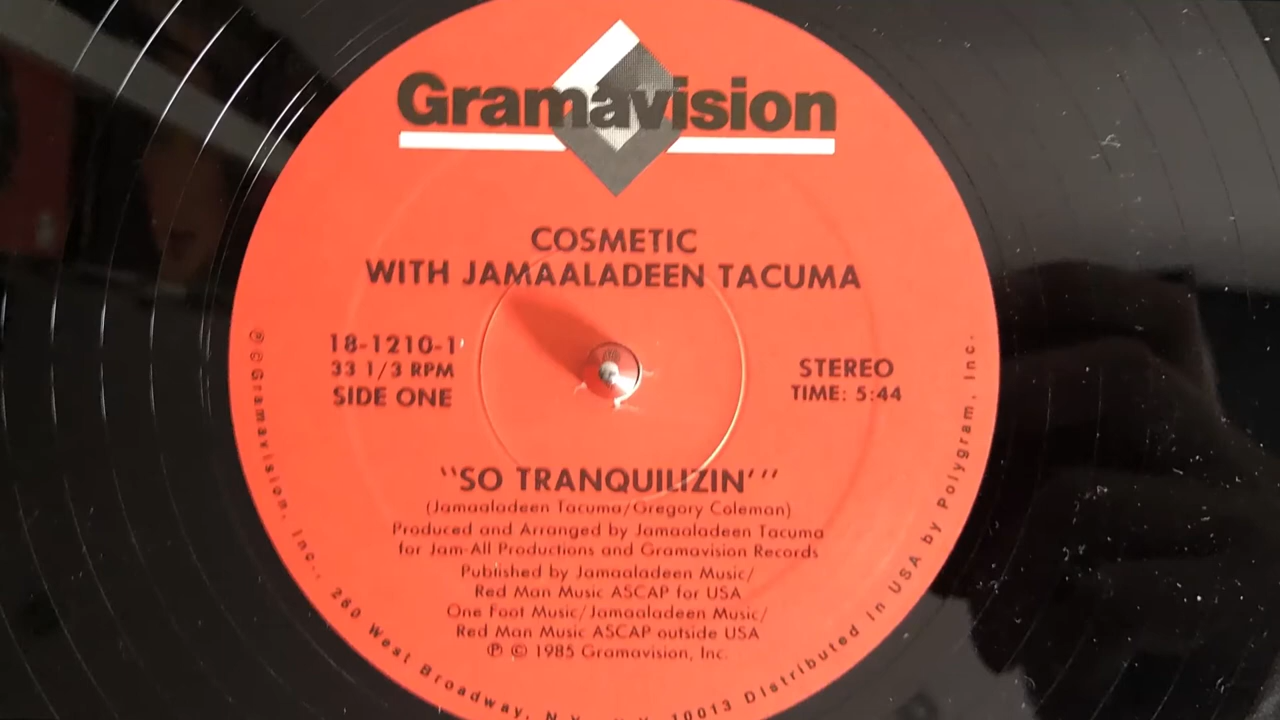 Gramavision
COSMETIC
WITH JAMAALADEEN TACUMA
18-1210-1
33 1/3 RPM
SIDE ONE
STEREO
TIME: 5:44
"SO TRANQUILIZIN'"
(Jamaaladeen Tacuma/Gregory Coleman)
Produced and Arranged by Jamaaladeen Tacuma
for Jam-All Productions and Gramavision Records
Published by Jamaaladeen Music/
Red Man Music ASCAP for USA
One Foot Music/Jamaaladeen Music/
Red Man Music ASCAP outside USA
℗ © 1985 Gramavision, Inc.
℗ © Gramavision, Inc., 260 West Broadway, N.Y., N.Y. 10013 Distributed in USA by Polygram, Inc.